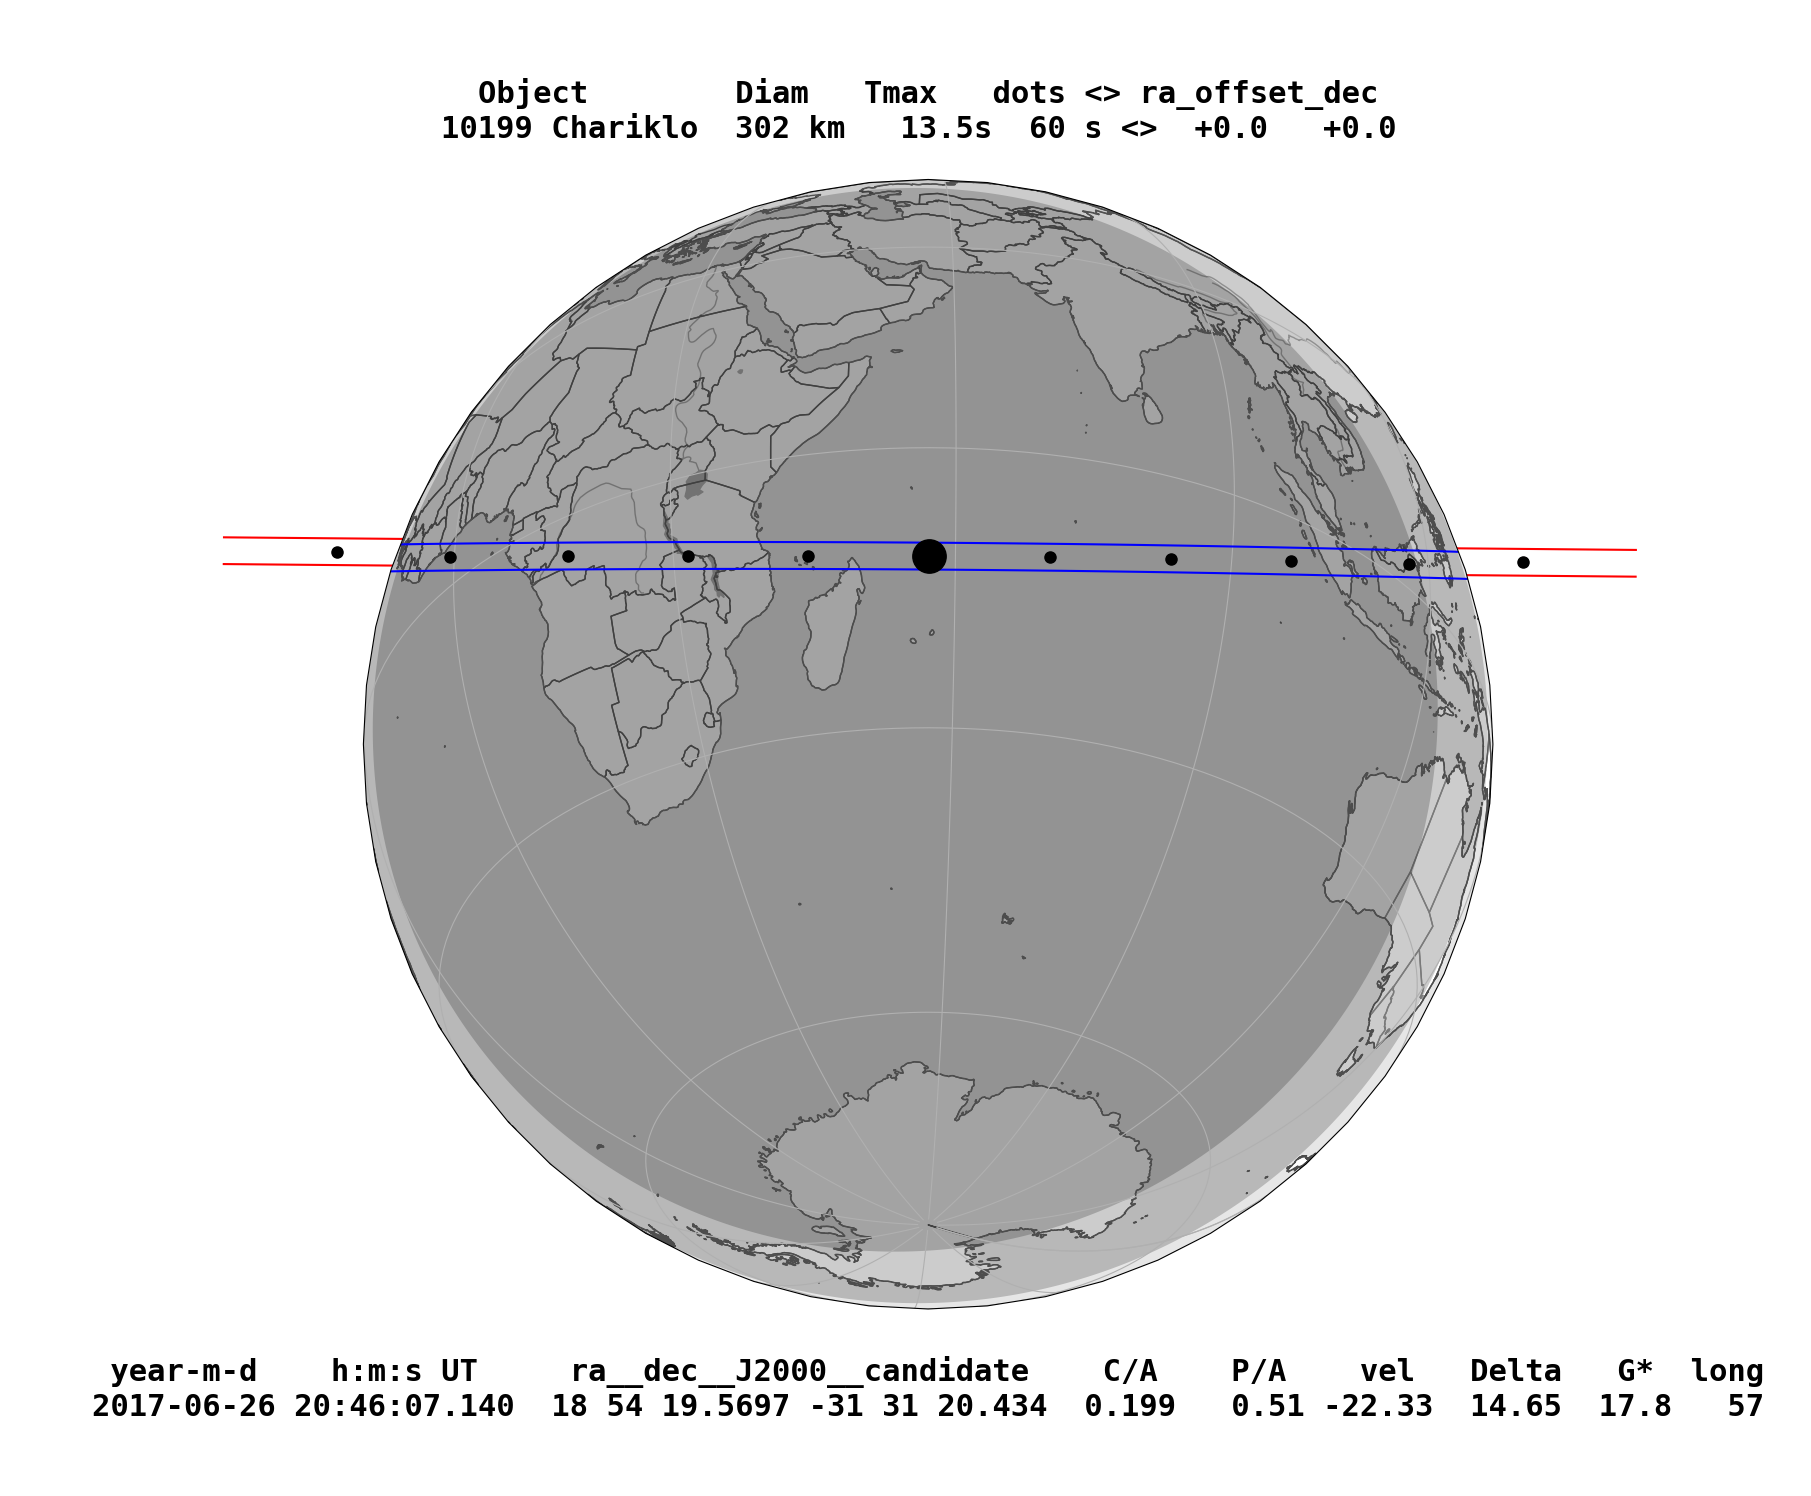 Object Diam Tmax dots <> ra_offset_dec
10199 Chariklo 302 km 13.5s 60 s <> +0.0 +0.0
year-m-d h:m:s UT ra__dec__J2000__candidate C/A P/A vel Delta G* long
2017-06-26 20:46:07.140 18 54 19.5697 -31 31 20.434 0.199 0.51 -22.33 14.65 17.8 57